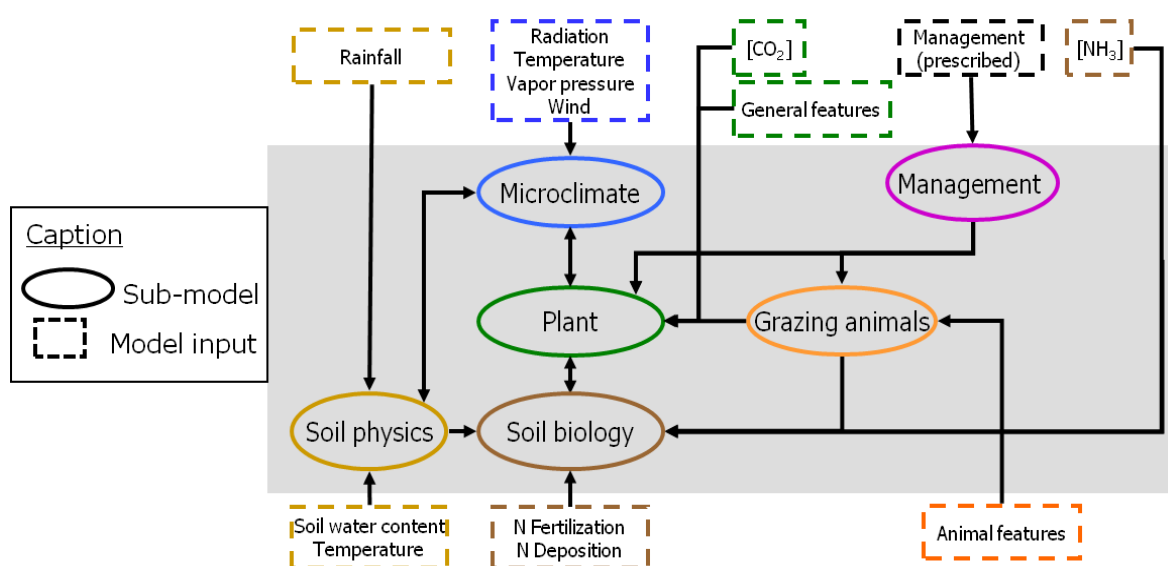 Rainfall
Radiation
Temperature
Vapor pressure
Wind
[CO₂]
General features
Management
(prescribed)
[NH₃]
Microclimate
Management
Caption
Sub-model
Model input
Plant
Grazing animals
Soil physics
Soil biology
Soil water content
Temperature
N Fertilization
N Deposition
Animal features